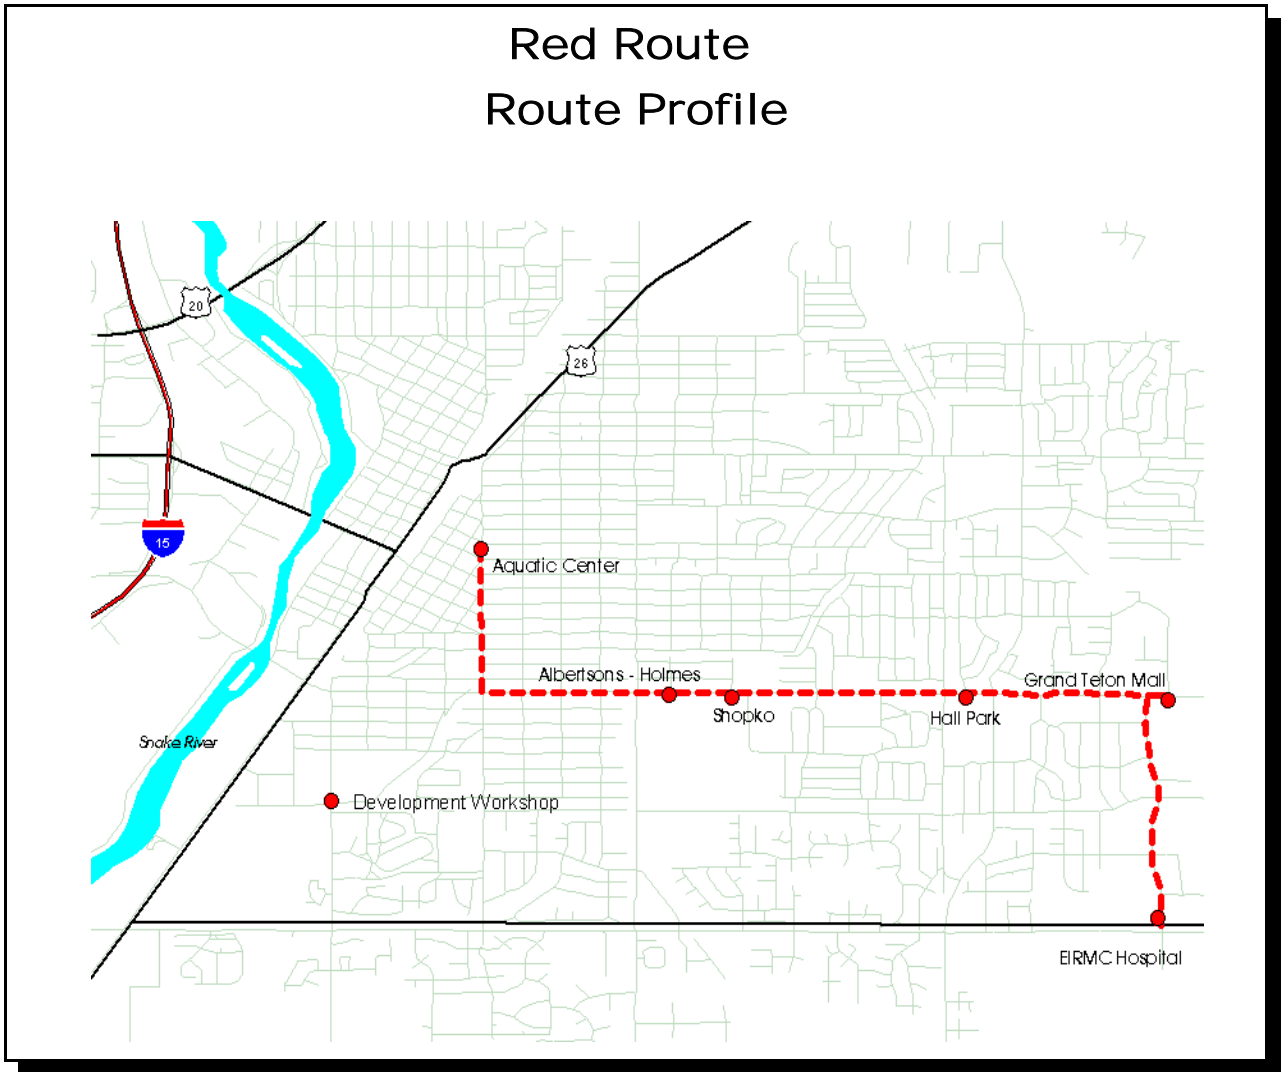 Red Route
Route Profile
20
26
15
Aquatic Center
Albertsons - Holmes
Grand Teton Mall
Shopko
Hall Park
Snake River
Development Workshop
EIRMC Hospital